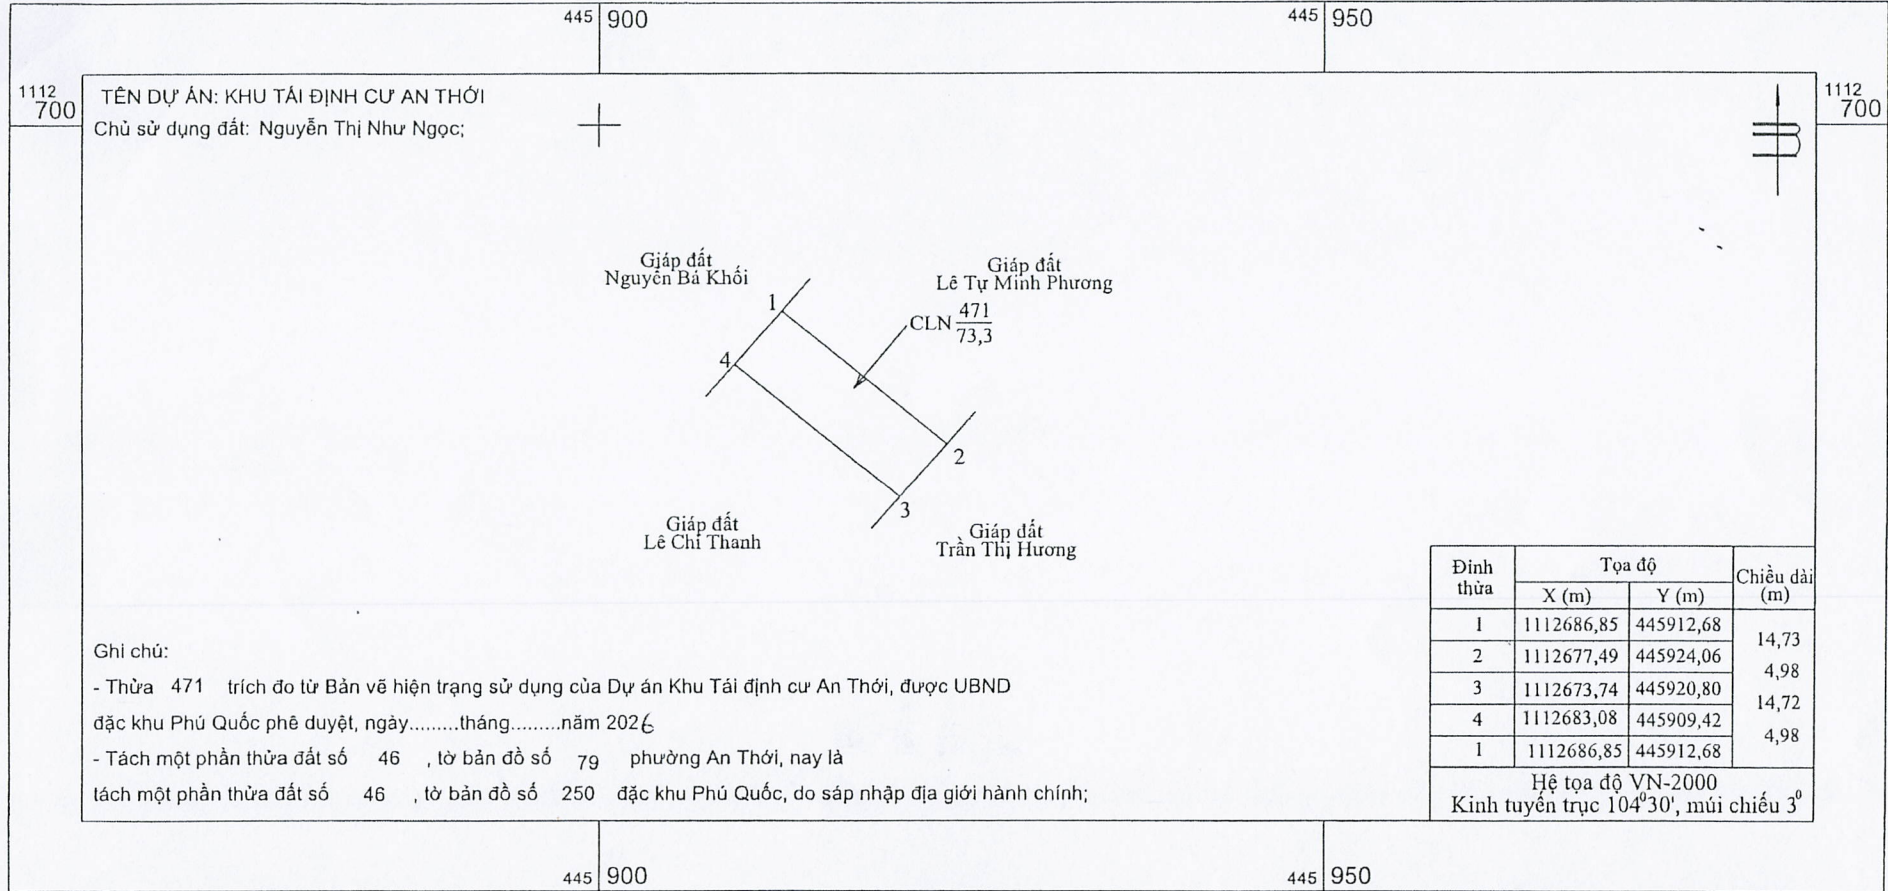 445 900
445 950
1112 700
1112 700
TÊN DỰ ÁN: KHU TÁI ĐỊNH CƯ AN THỚI
Chủ sử dụng đất: Nguyễn Thị Như Ngọc;
B
Giáp đất
Nguyễn Bá Khối
Giáp đất
Lê Tự Minh Phương
1
CLN 471
73,3
4
2
3
Giáp đất
Lê Chí Thanh
Giáp đất
Trần Thị Hương
Đỉnh thửa Tọa độ Chiều dài (m)
X (m) Y (m)
1 1112686,85 445912,68
14,73
2 1112677,49 445924,06
4,98
3 1112673,74 445920,80
14,72
4 1112683,08 445909,42
4,98
1 1112686,85 445912,68
Hệ tọa độ VN-2000
Kinh tuyến trục 104⁰30', múi chiếu 3⁰
Ghi chú:
- Thừa 471 trích đo từ Bản vẽ hiện trạng sử dụng của Dự án Khu Tái định cư An Thới, được UBND
đặc khu Phú Quốc phê duyệt, ngày.........tháng.........năm 2026
- Tách một phần thửa đất số 46 , tờ bản đồ số 79 phường An Thới, nay là
tách một phần thửa đất số 46 , tờ bản đồ số 250 đặc khu Phú Quốc, do sáp nhập địa giới hành chính;
445 900
445 950